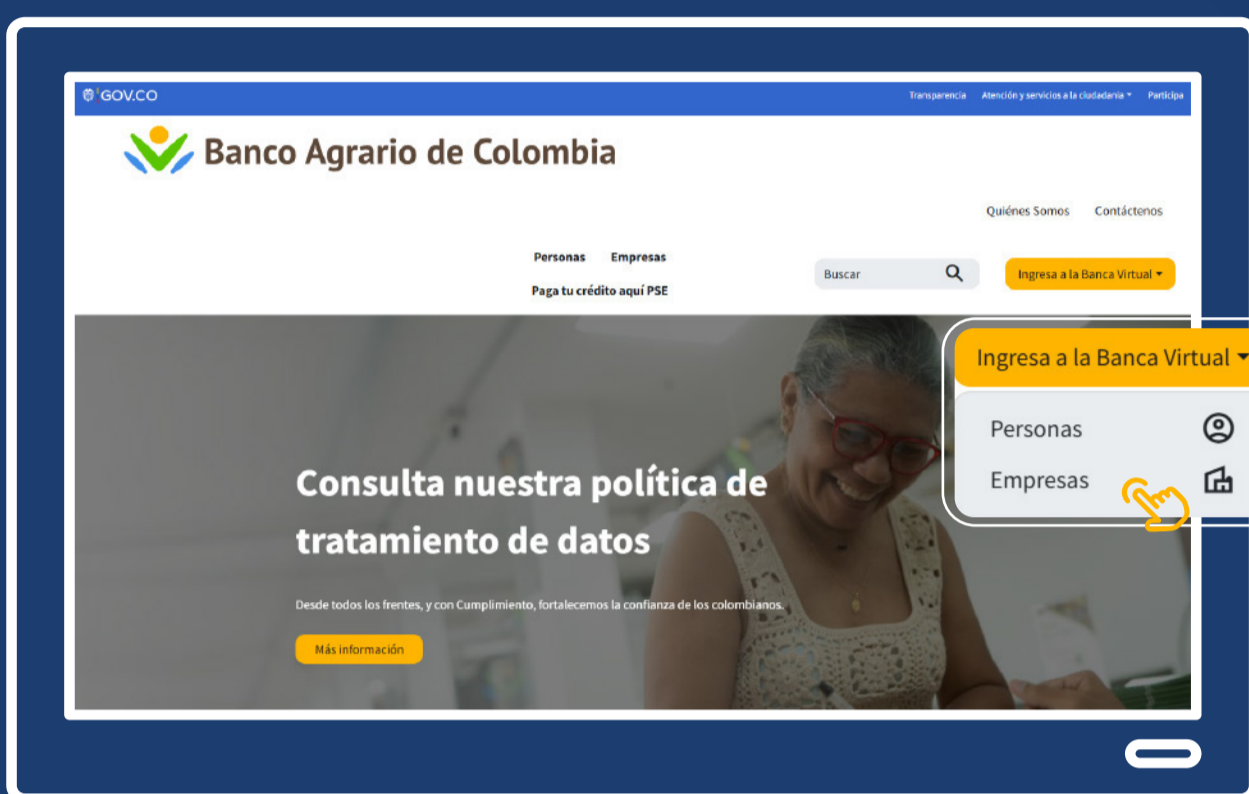 GOV.CO
Transparencia Atención y servicios a la ciudadanía Participa
Banco Agrario de Colombia
Quiénes Somos Contáctenos
Personas Empresas
Buscar
Ingresa a la Banca Virtual
Paga tu crédito aquí PSE
Ingresa a la Banca Virtual
Personas
Empresas
Consulta nuestra política de
tratamiento de datos
Desde todos los frentes, y con Cumplimiento, fortalecemos la confianza de los colombianos.
Más información